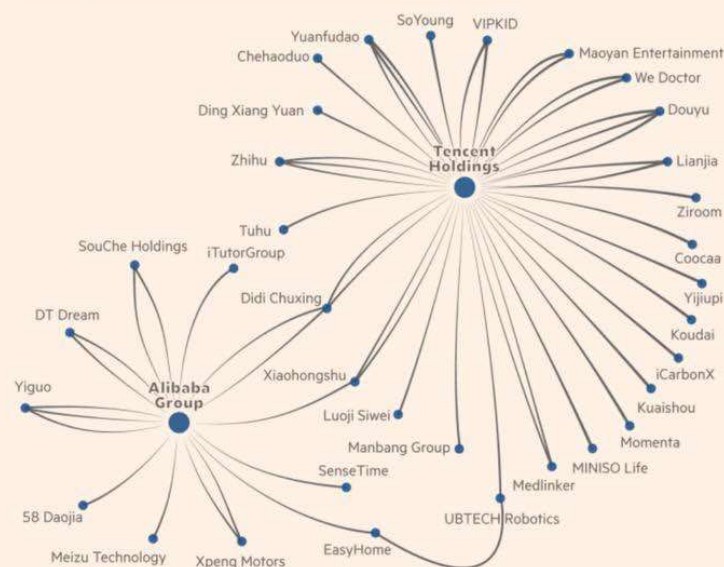 SoYoung
VIPKID
Yuanfudao
Maoyan Entertainment
Chehaoduo
We Doctor
Ding Xiang Yuan
Douyu
Tencent
Holdings
Zhihu
Lianjia
Ziroom
Tuhu
SouChe Holdings
iTutorGroup
Coocaa
Didi Chuxing
Yijiupi
DT Dream
Koudai
Alibaba
Group
Xiaohongshu
iCarbonX
Yiguo
Luoji Siwei
Kuaishou
Manbang Group
Momenta
SenseTime
Medlinker
MINISO Life
58 Daojia
UBTECH Robotics
Meizu Technology
Xpeng Motors
EasyHome